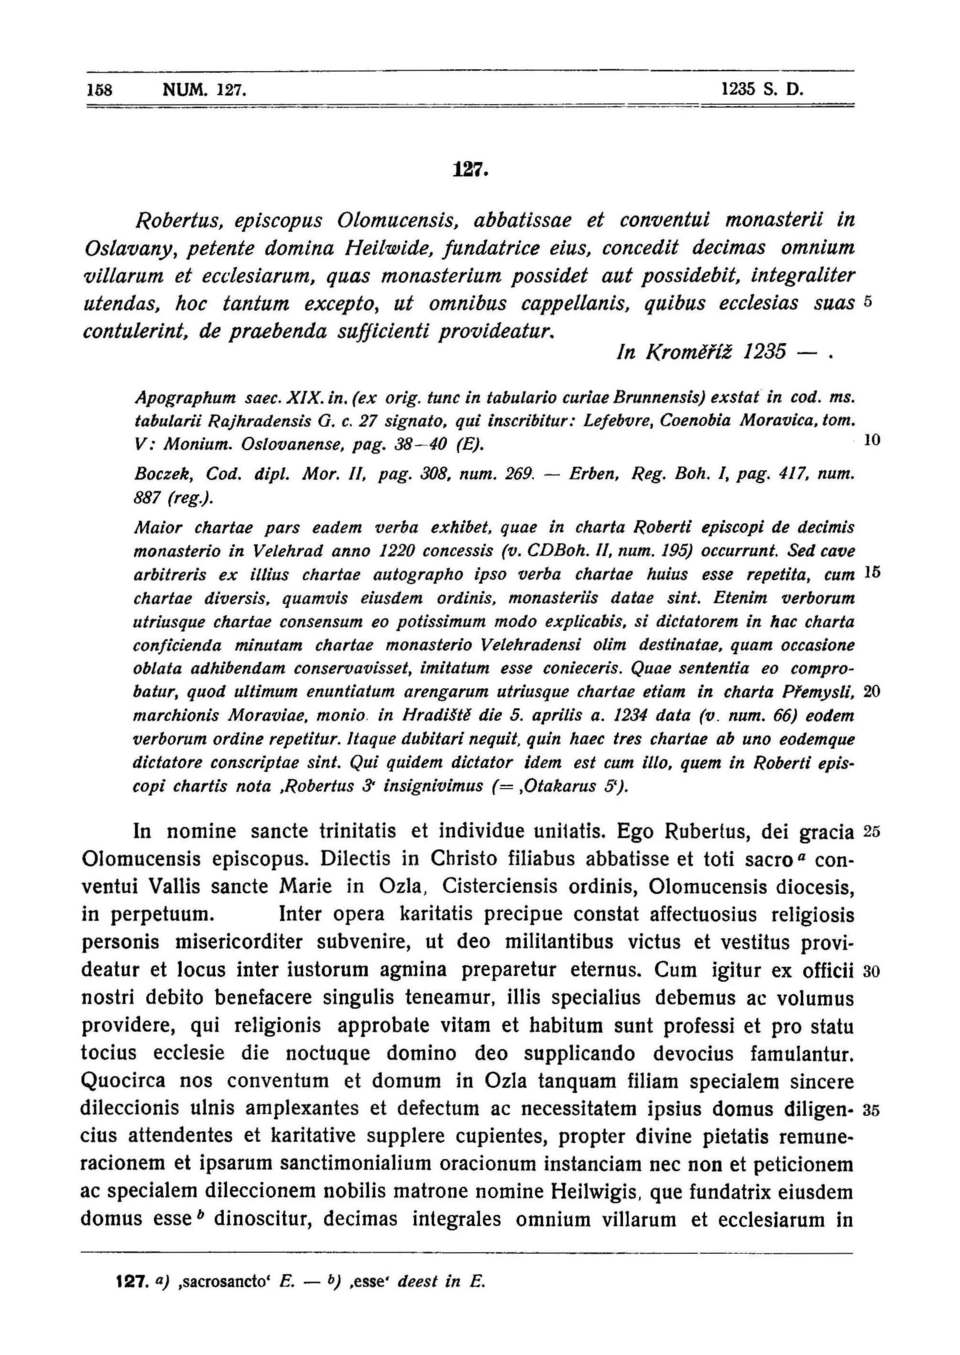 158 NUM. 127. 1235 S. D.
127.
Robertus, episcopus Olomucensis, abbatissae et conventui monasterii in
Oslavany, petente domina Heilwide, fundatrice eius, concedit decimas omnium
villarum et ecclesiarum, quas monasterium possidet aut possidebit, integraliter
utendas, hoc tantum excepto, ut omnibus cappellanis, quibus ecclesias suas 5
contulerint, de praebenda sufficienti provideatur.
In Kroměříž 1235 — .
Apographum saec. XIX. in. (ex orig. tunc in tabulario curiae Brunnensis) exstat in cod. ms.
tabularii Rajhradensis G. c. 27 signato, qui inscribitur: Lefebvre, Coenobia Moravica, tom.
V: Monium. Oslovanense, pag. 38—40 (E). 10
Boczek, Cod. dipl. Mor. II, pag. 308, num. 269. — Erben, Reg. Boh. I, pag. 417, num.
887 (reg.).
Maior chartae pars eadem verba exhibet, quae in charta Roberti episcopi de decimis
monasterio in Velehrad anno 1220 concessis (v. CDBoh. II, num. 195) occurrunt. Sed cave
arbitreris ex illius chartae autographo ipso verba chartae huius esse repetita, cum 15
chartae diversis, quamvis eiusdem ordinis, monasteriis datae sint. Etenim verborum
utriusque chartae consensum eo potissimum modo explicabis, si dictatorem in hac charta
conficienda minutam chartae monasterio Velehradensi olim destinatae, quam occasione
oblata adhibendam conservavisset, imitatum esse conieceris. Quae sententia eo compro-
batur, quod ultimum enuntiatum arengarum utriusque chartae etiam in charta Přemysli, 20
marchionis Moraviae, monio. in Hradiště die 5. aprilis a. 1234 data (v. num. 66) eodem
verborum ordine repetitur. Itaque dubitari nequit, quin haec tres chartae ab uno eodemque
dictatore conscriptae sint. Qui quidem dictator idem est cum illo, quem in Roberti epis-
copi chartis nota ‚Robertus 3‘ insignivimus (= ‚Otakarus 5‘).
In nomine sancte trinitatis et individue unitatis. Ego Rubertus, dei gracia 25
Olomucensis episcopus. Dilectis in Christo filiabus abbatisse et toti sacro a con-
ventui Vallis sancte Marie in Ozla, Cisterciensis ordinis, Olomucensis diocesis,
in perpetuum. Inter opera karitatis precipue constat affectuosius religiosis
personis misericorditer subvenire, ut deo militantibus victus et vestitus provi-
deatur et locus inter iustorum agmina preparetur eternus. Cum igitur ex officii 30
nostri debito benefacere singulis teneamur, illis specialius debemus ac volumus
providere, qui religionis approbate vitam et habitum sunt professi et pro statu
tocius ecclesie die noctuque domino deo supplicando devocius famulantur.
Quocirca nos conventum et domum in Ozla tanquam filiam specialem sincere
dileccionis ulnis amplexantes et defectum ac necessitatem ipsius domus diligen- 35
cius attendentes et karitative supplere cupientes, propter divine pietatis remune-
racionem et ipsarum sanctimonialium oracionum instanciam nec non et peticionem
ac specialem dileccionem nobilis matrone nomine Heilwigis, que fundatrix eiusdem
domus esse b dinoscitur, decimas integrales omnium villarum et ecclesiarum in
127. a) ‚sacrosancto‘ E. — b) ‚esse‘ deest in E.